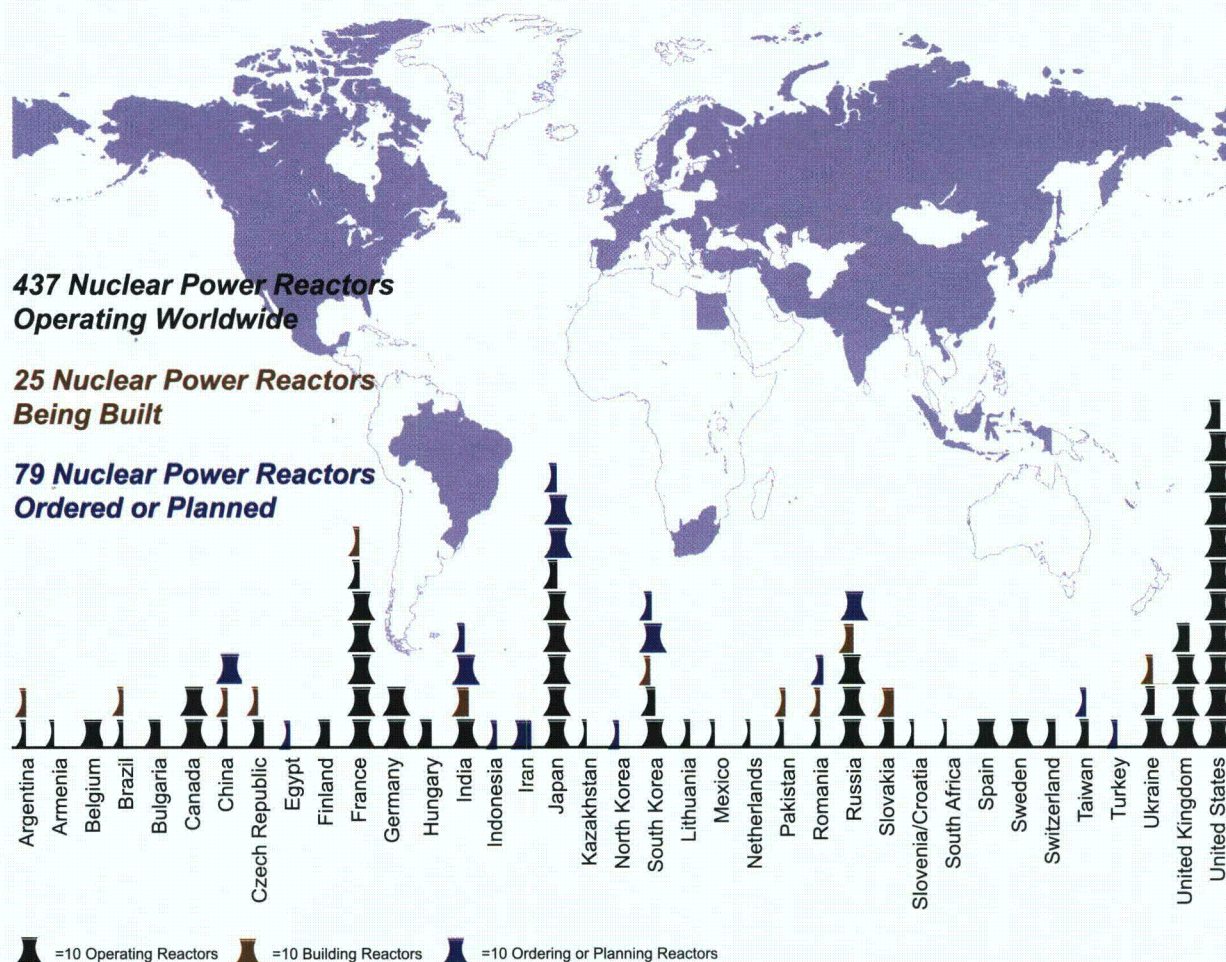 437 Nuclear Power Reactors
Operating Worldwide
25 Nuclear Power Reactors
Being Built
79 Nuclear Power Reactors
Ordered or Planned
Argentina
Armenia
Belgium
Brazil
Bulgaria
Canada
China
Czech Republic
Egypt
Finland
France
Germany
Hungary
India
Indonesia
Iran
Japan
Kazakhstan
North Korea
South Korea
Lithuania
Mexico
Netherlands
Pakistan
Romania
Russia
Slovakia
Slovenia/Croatia
South Africa
Spain
Sweden
Switzerland
Taiwan
Turkey
Ukraine
United Kingdom
United States
=10 Operating Reactors
=10 Building Reactors
=10 Ordering or Planning Reactors